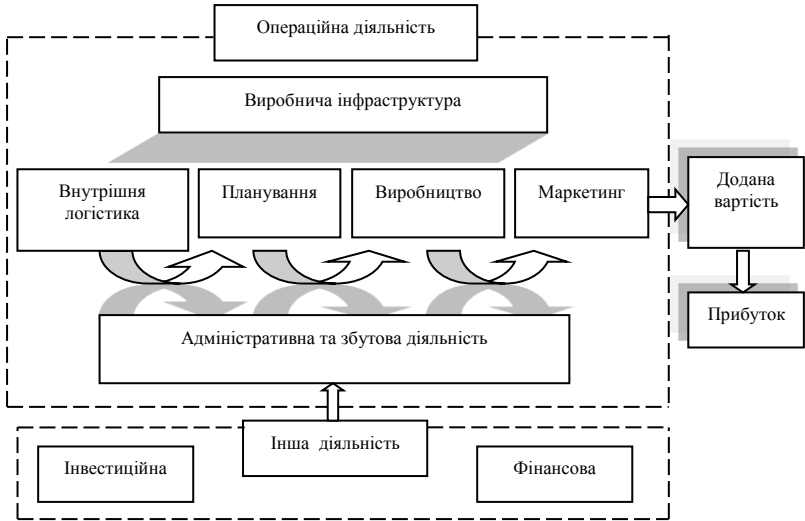 Операційна діяльність
Виробнича інфраструктура
Внутрішня
логістика
Планування
Виробництво
Маркетинг
Додана
вартість
Прибуток
Адміністративна та збутова діяльність
Інша діяльність
Інвестиційна
Фінансова